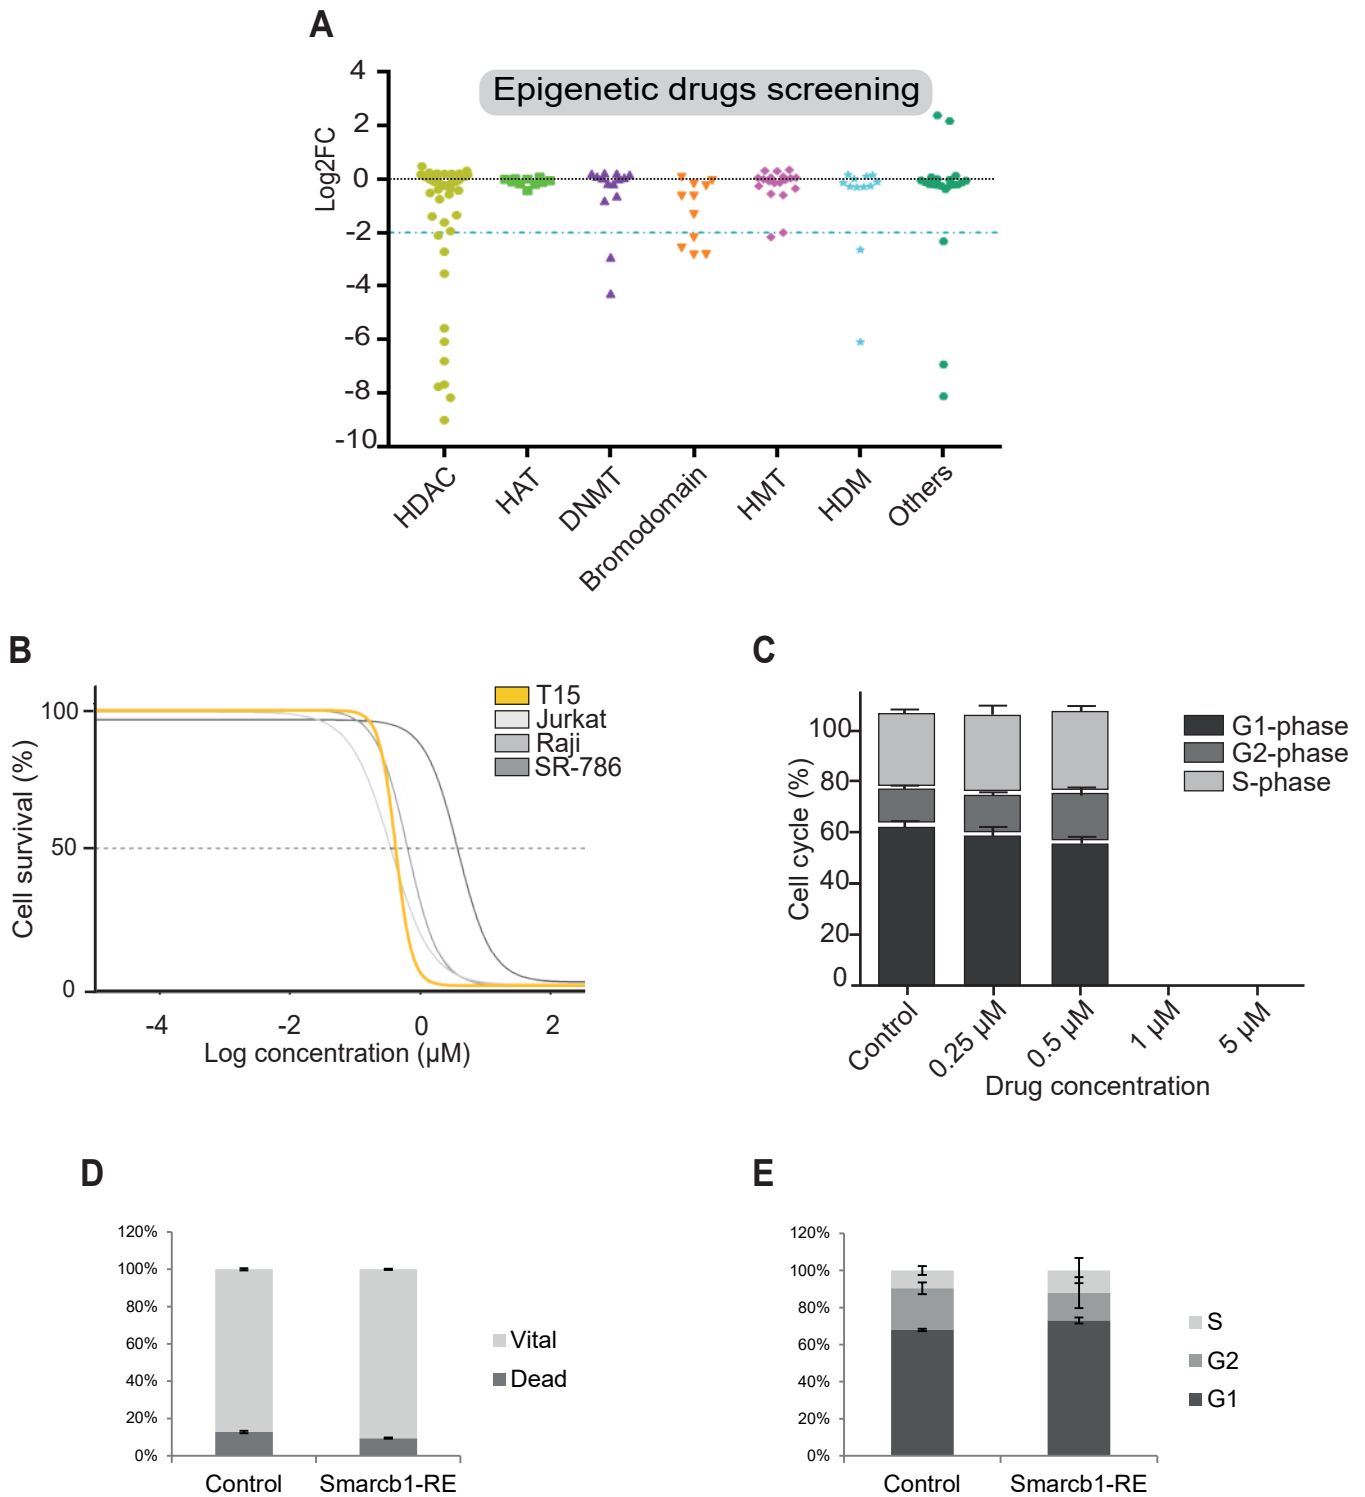 A
Epigenetic drugs screening
Log2FC
4
2
0
-2
-4
-6
-8
-10
HDAC
HAT
DNMT
Bromodomain
HMT
HDM
Others
B
Cell survival (%)
100
50
0
-4
-2
0
2
Log concentration (µM)
T15
Jurkat
Raji
SR-786
C
Cell cycle (%)
100
80
60
40
20
0
Control
0.25 µM
0.5 µM
1 µM
5 µM
Drug concentration
G1-phase
G2-phase
S-phase
D
120%
100%
80%
60%
40%
20%
0%
Control
Smarcb1-RE
Vital
Dead
E
120%
100%
80%
60%
40%
20%
0%
Control
Smarcb1-RE
S
G2
G1